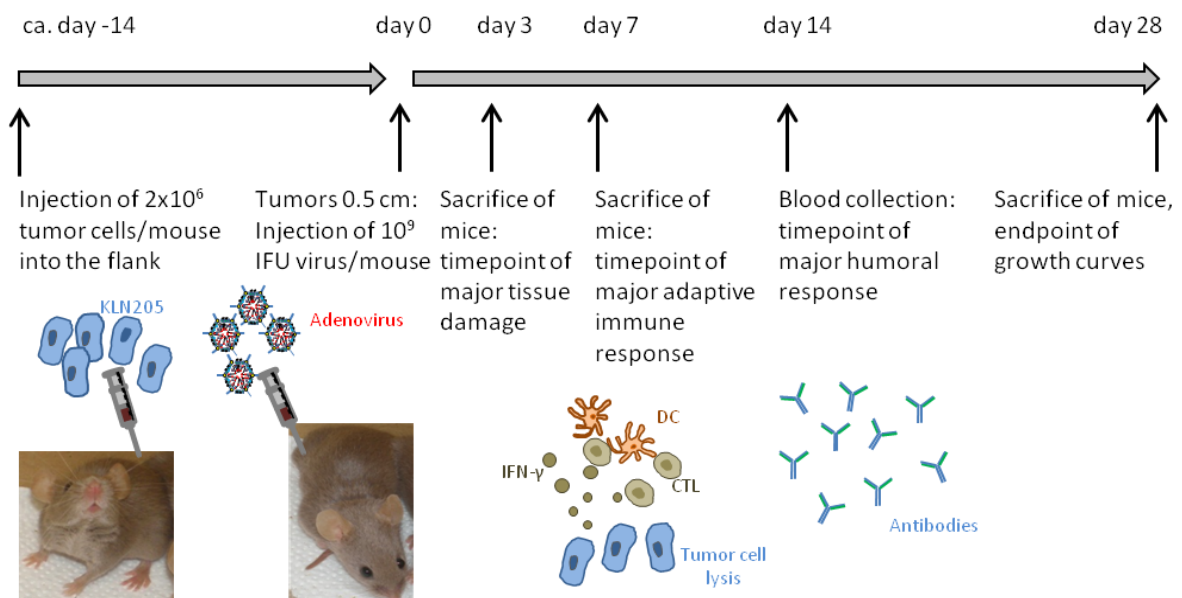 ca. day -14
day 0
day 3
day 7
day 14
day 28
Injection of 2x10⁶
tumor cells/mouse
into the flank
Tumors 0.5 cm:
Injection of 10⁹
IFU virus/mouse
Sacrifice of
mice:
timepoint of
major tissue
damage
Sacrifice of
mice:
timepoint of
major adaptive
immune
response
Blood collection:
timepoint of
major humoral
response
Sacrifice of mice,
endpoint of
growth curves
KLN205
Adenovirus
DC
IFN-γ
CTL
Tumor cell
lysis
Antibodies